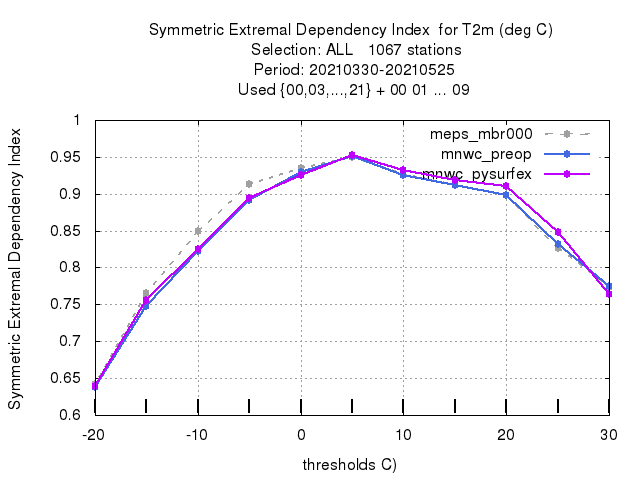 Symmetric Extremal Dependency Index  for T2m (deg C)
Selection: ALL   1067 stations
Period: 20210330-20210525
Used {00,03,...,21} + 00 01 ... 09
Symmetric Extremal Dependency Index
1
0.95
0.9
0.85
0.8
0.75
0.7
0.65
0.6
meps_mbr000
mnwc_preop
mnwc_pysurfex
-20
-10
0
10
20
30
thresholds C)